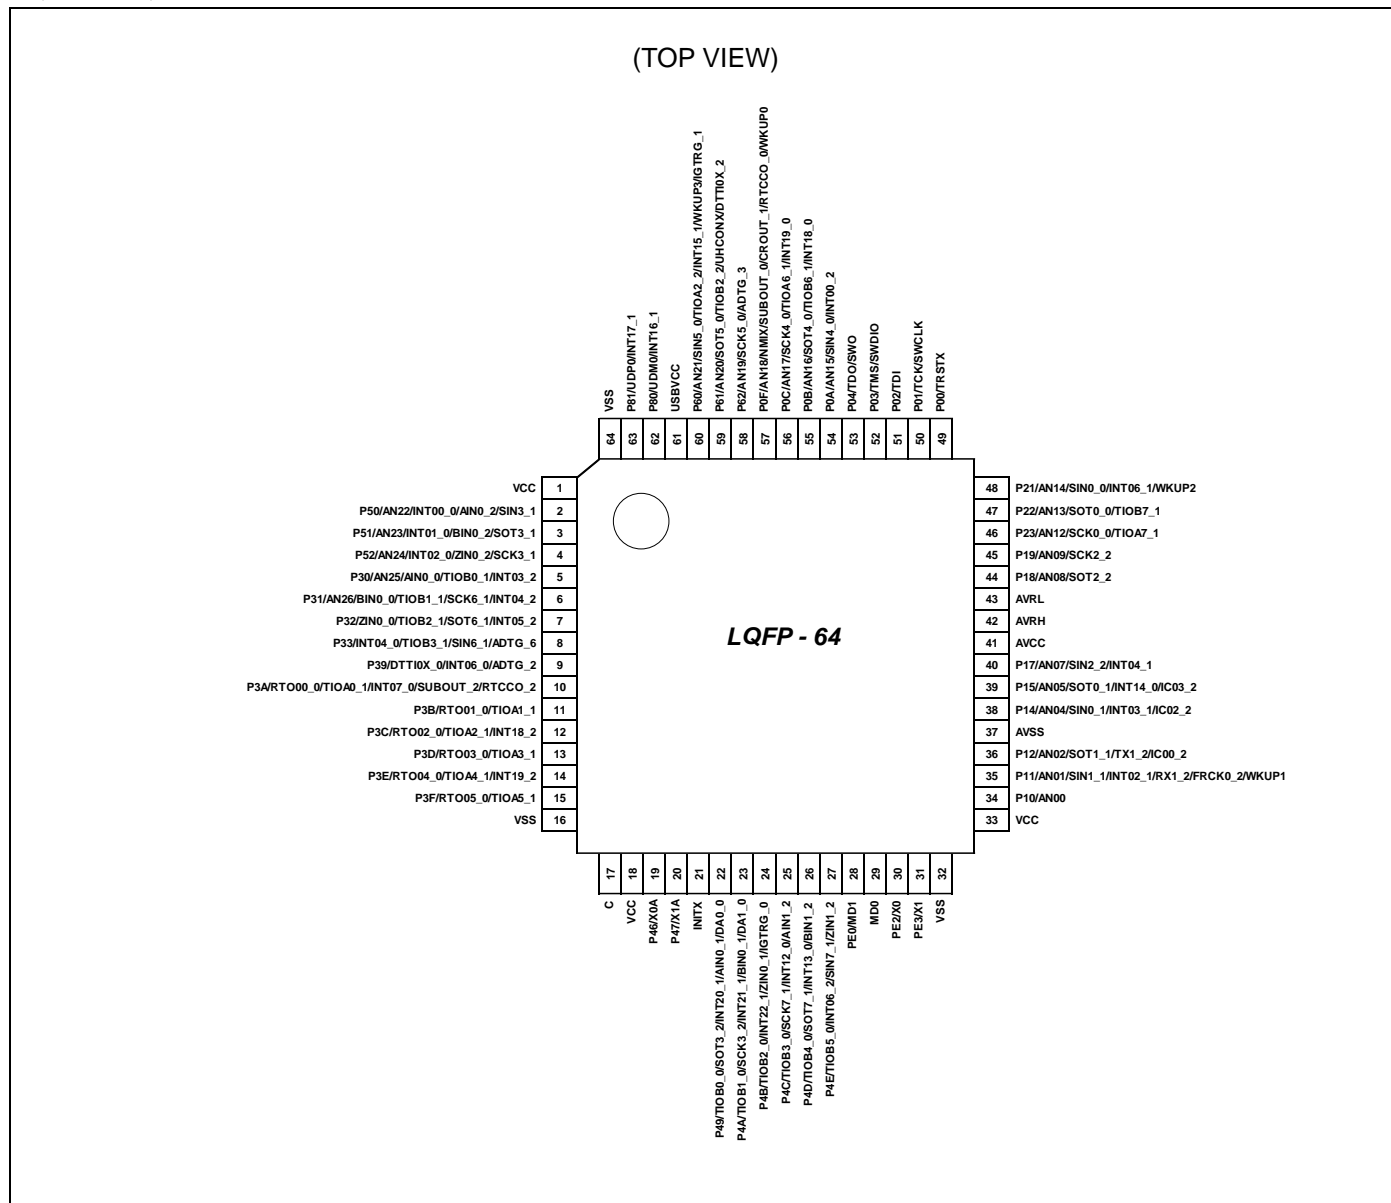 (TOP VIEW)
VSS
P81/UDP0/INT17_1
P80/UDM0/INT16_1
USBVCC
P60/AN21/SIN5_0/TIOA2_2/INT15_1/WKUP3/IGTRG_1
P61/AN20/SOT5_0/TIOB2_2/UHCONX/DTTI0X_2
P62/AN19/SCK5_0/ADTG_3
P0F/AN18/NMIX/SUBOUT_0/CROUT_1/RTCCO_0/WKUP0
P0C/AN17/SCK4_0/TIOA6_1/INT19_0
P0B/AN16/SOT4_0/TIOB6_1/INT18_0
P0A/AN15/SIN4_0/INT00_2
P04/TDO/SWO
P03/TMS/SWDIO
P02/TDI
P01/TCK/SWCLK
P00/TRSTX
64
63
62
61
60
59
58
57
56
55
54
53
52
51
50
49
VCC 1
P50/AN22/INT00_0/AIN0_2/SIN3_1 2
P51/AN23/INT01_0/BIN0_2/SOT3_1 3
P52/AN24/INT02_0/ZIN0_2/SCK3_1 4
P30/AN25/AIN0_0/TIOB0_1/INT03_2 5
P31/AN26/BIN0_0/TIOB1_1/SCK6_1/INT04_2 6
P32/ZIN0_0/TIOB2_1/SOT6_1/INT05_2 7
P33/INT04_0/TIOB3_1/SIN6_1/ADTG_6 8
P39/DTTI0X_0/INT06_0/ADTG_2 9
P3A/RTO00_0/TIOA0_1/INT07_0/SUBOUT_2/RTCCO_2 10
P3B/RTO01_0/TIOA1_1 11
P3C/RTO02_0/TIOA2_1/INT18_2 12
P3D/RTO03_0/TIOA3_1 13
P3E/RTO04_0/TIOA4_1/INT19_2 14
P3F/RTO05_0/TIOA5_1 15
VSS 16
LQFP - 64
48 P21/AN14/SIN0_0/INT06_1/WKUP2
47 P22/AN13/SOT0_0/TIOB7_1
46 P23/AN12/SCK0_0/TIOA7_1
45 P19/AN09/SCK2_2
44 P18/AN08/SOT2_2
43 AVRL
42 AVRH
41 AVCC
40 P17/AN07/SIN2_2/INT04_1
39 P15/AN05/SOT0_1/INT14_0/IC03_2
38 P14/AN04/SIN0_1/INT03_1/IC02_2
37 AVSS
36 P12/AN02/SOT1_1/TX1_2/IC00_2
35 P11/AN01/SIN1_1/INT02_1/RX1_2/FRCK0_2/WKUP1
34 P10/AN00
33 VCC
17
18
19
20
21
22
23
24
25
26
27
28
29
30
31
32
C
VCC
P46/X0A
P47/X1A
INITX
P49/TIOB0_0/SOT3_2/INT20_1/AIN0_1/DA0_0
P4A/TIOB1_0/SCK3_2/INT21_1/BIN0_1/DA1_0
P4B/TIOB2_0/INT22_1/ZIN0_1/IGTRG_0
P4C/TIOB3_0/SCK7_1/INT12_0/AIN1_2
P4D/TIOB4_0/SOT7_1/INT13_0/BIN1_2
P4E/TIOB5_0/INT06_2/SIN7_1/ZIN1_2
PE0/MD1
MD0
PE2/X0
PE3/X1
VSS